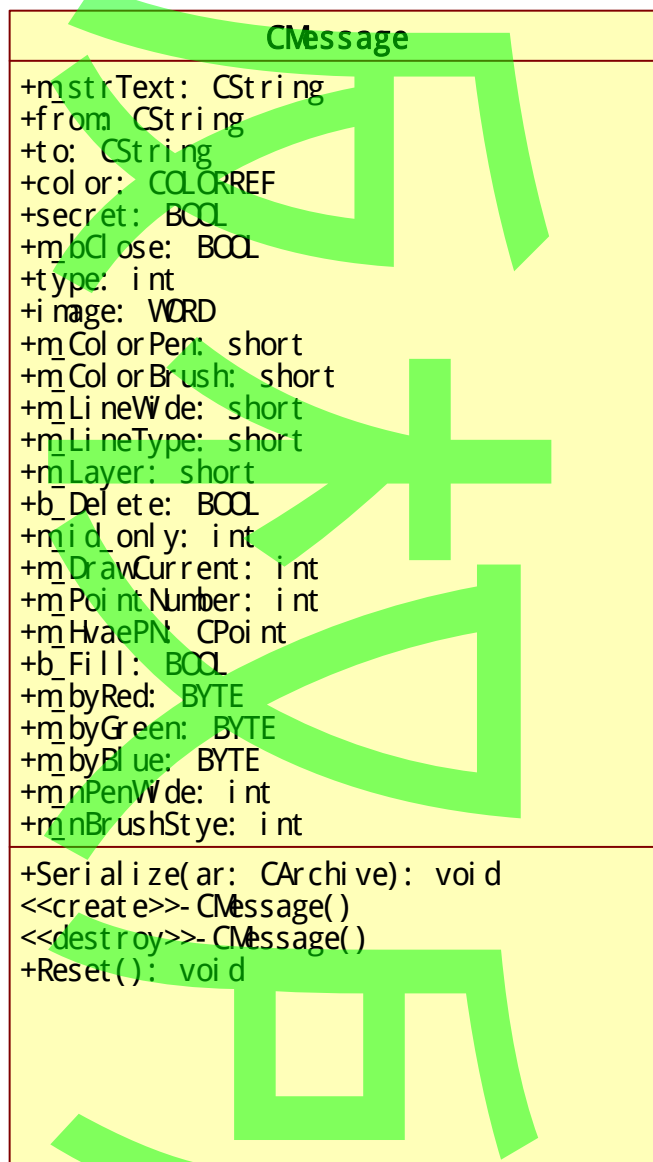 CMessage
+m_strText: CString
+from: CString
+to: CString
+color: COLORREF
+secret: BOOL
+m_bClose: BOOL
+type: int
+image: WORD
+m_ColorPen: short
+m_ColorBrush: short
+m_LineWide: short
+m_LineType: short
+m_Layer: short
+b_Delete: BOOL
+m_id_only: int
+m_DrawCurrent: int
+m_PointNumber: int
+m_HvaePN: CPoint
+b_Fill: BOOL
+m_byRed: BYTE
+m_byGreen: BYTE
+m_byBlue: BYTE
+m_nPenWide: int
+m_nBrushStye: int
+Serialize(ar: CArchive): void
<<create>>-CMessage()
<<destroy>>-CMessage()
+Reset(): void